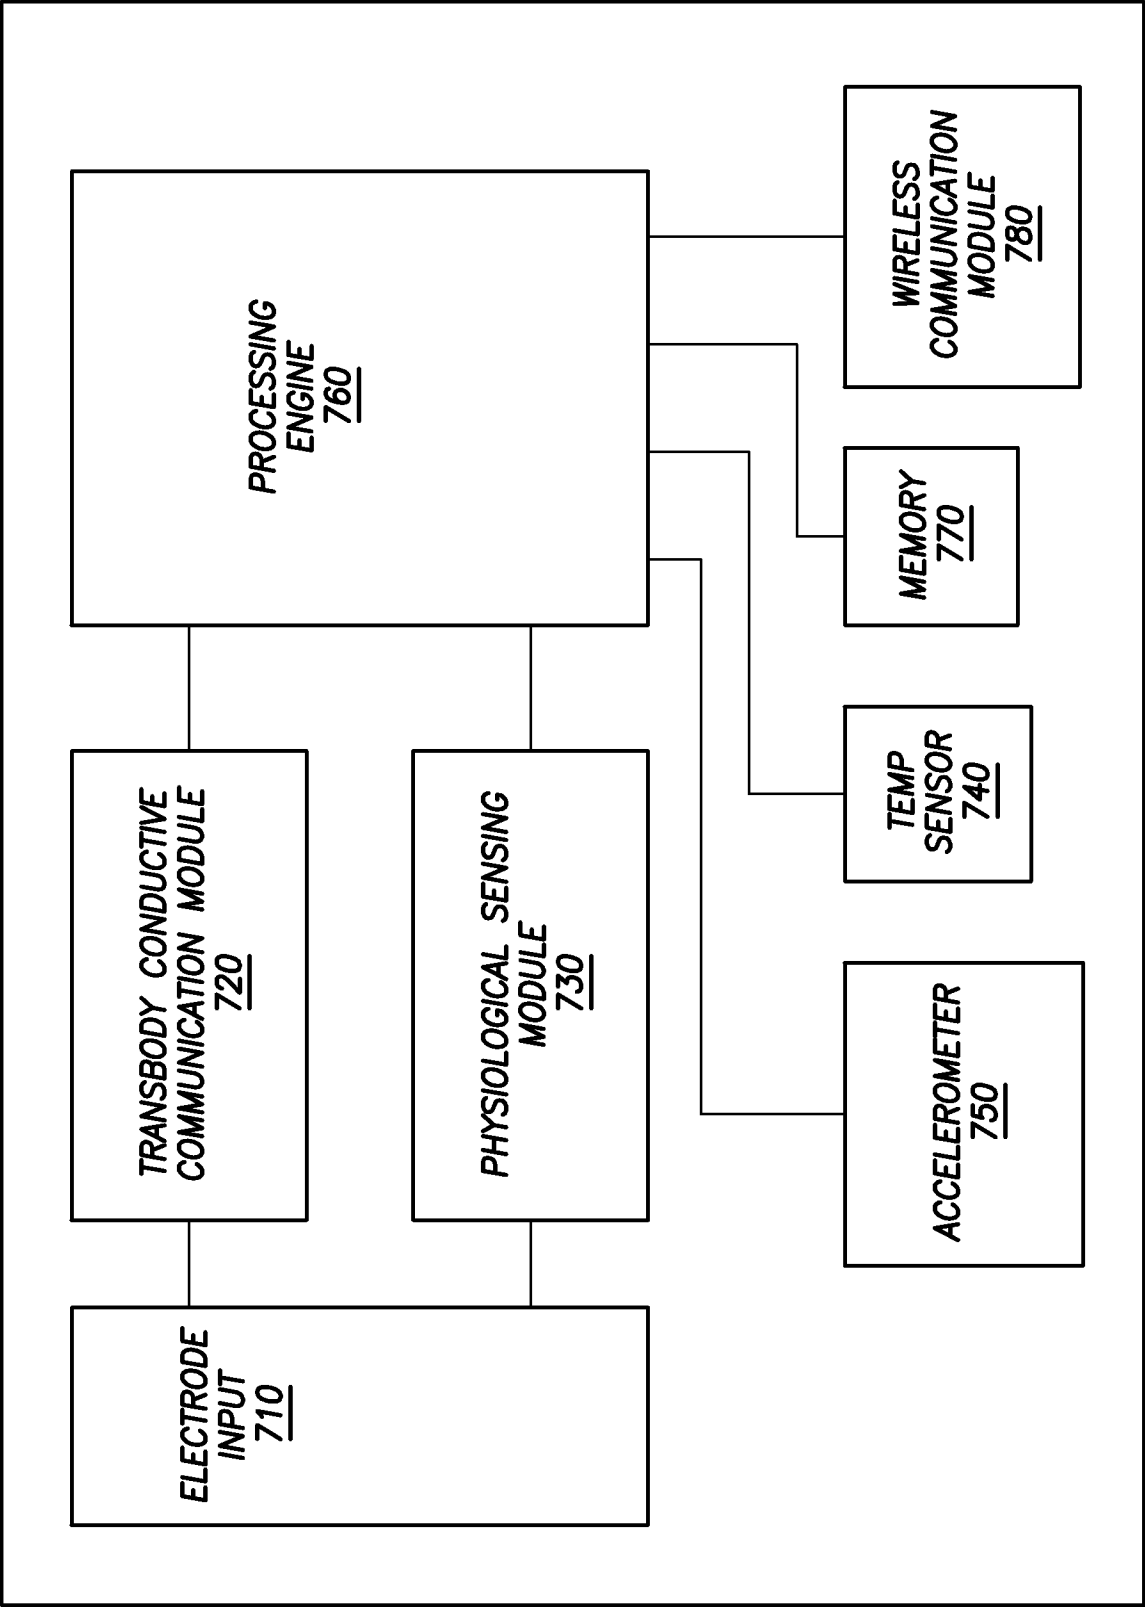 ELECTRODE
INPUT
710
TRANSBODY CONDUCTIVE
COMMUNICATION MODULE
720
PHYSIOLOGICAL SENSING
MODULE
730
PROCESSING
ENGINE
760
ACCELEROMETER
750
TEMP
SENSOR
740
MEMORY
770
WIRELESS
COMMUNICATION
MODULE
780